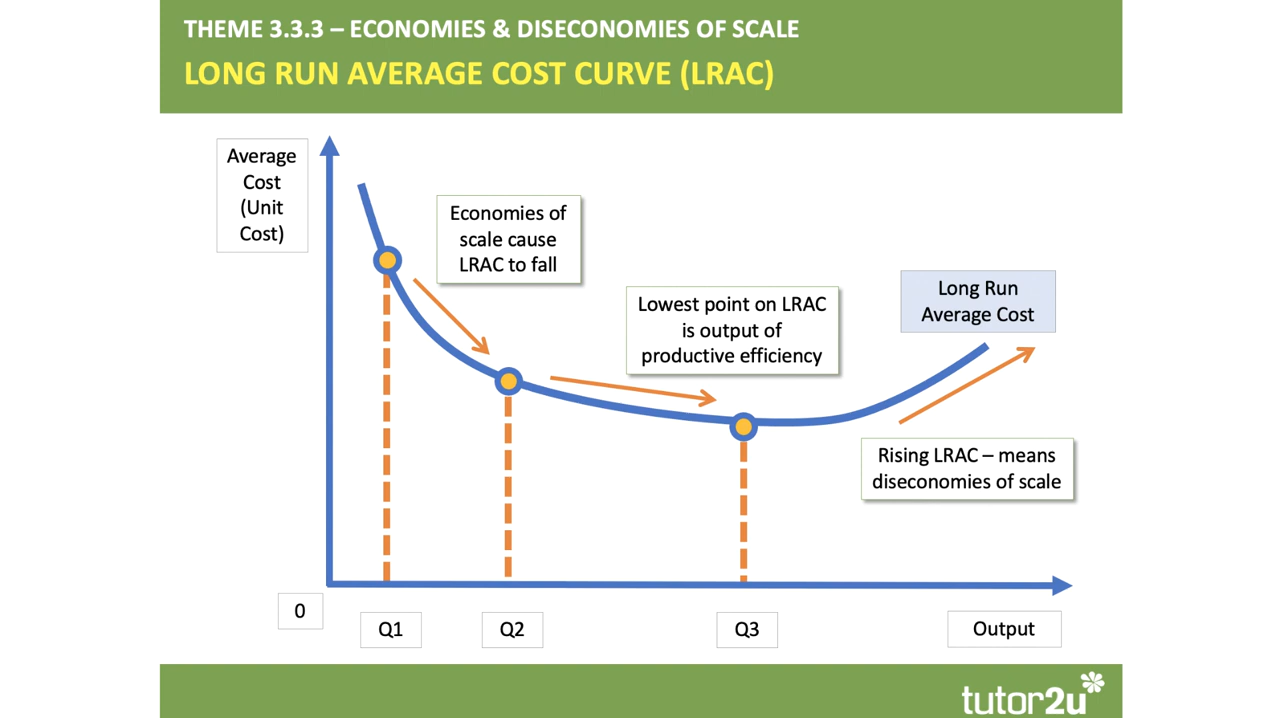 THEME 3.3.3 – ECONOMIES & DISECONOMIES OF SCALE
LONG RUN AVERAGE COST CURVE (LRAC)
Average
Cost
(Unit
Cost)
Economies of
scale cause
LRAC to fall
Lowest point on LRAC
is output of
productive efficiency
Long Run
Average Cost
Rising LRAC – means
diseconomies of scale
0
Q1
Q2
Q3
Output
tutor2u